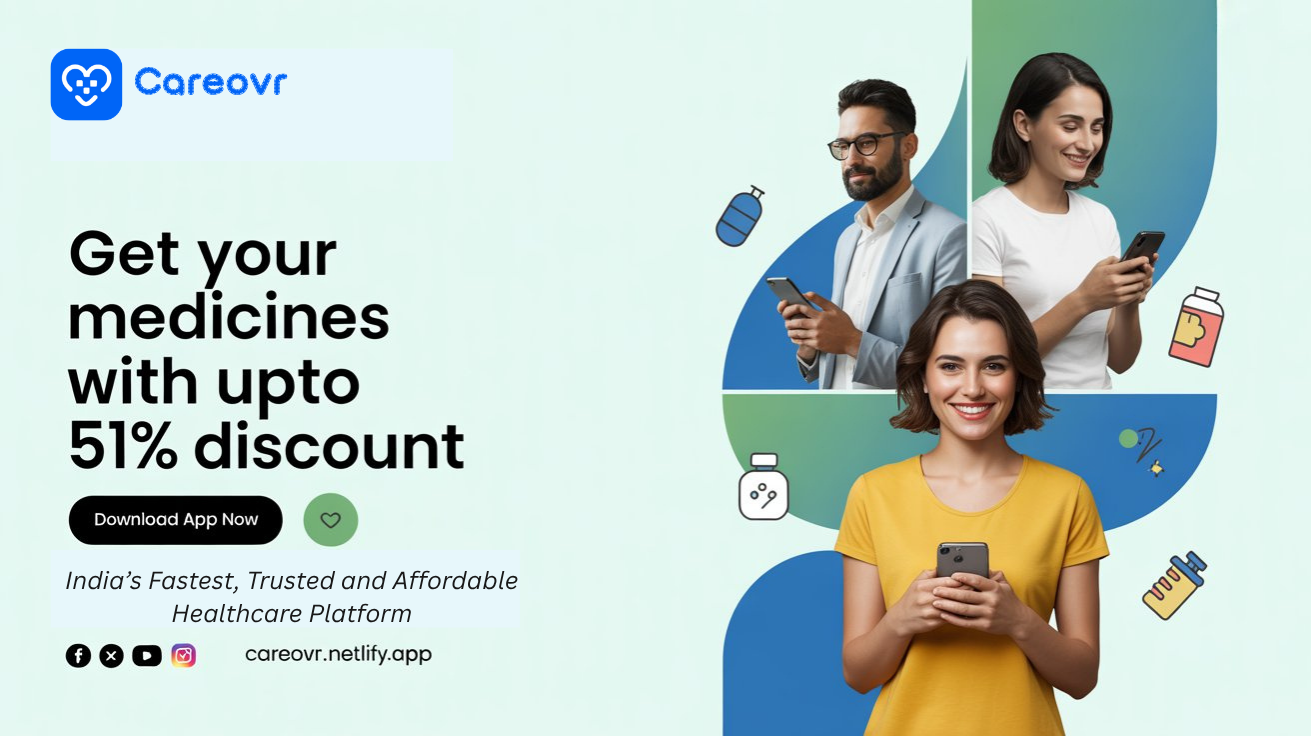 Careovr
Get your
medicines
with upto
51% discount
Download App Now
India’s Fastest, Trusted and Affordable
Healthcare Platform
careovr.netlify.app